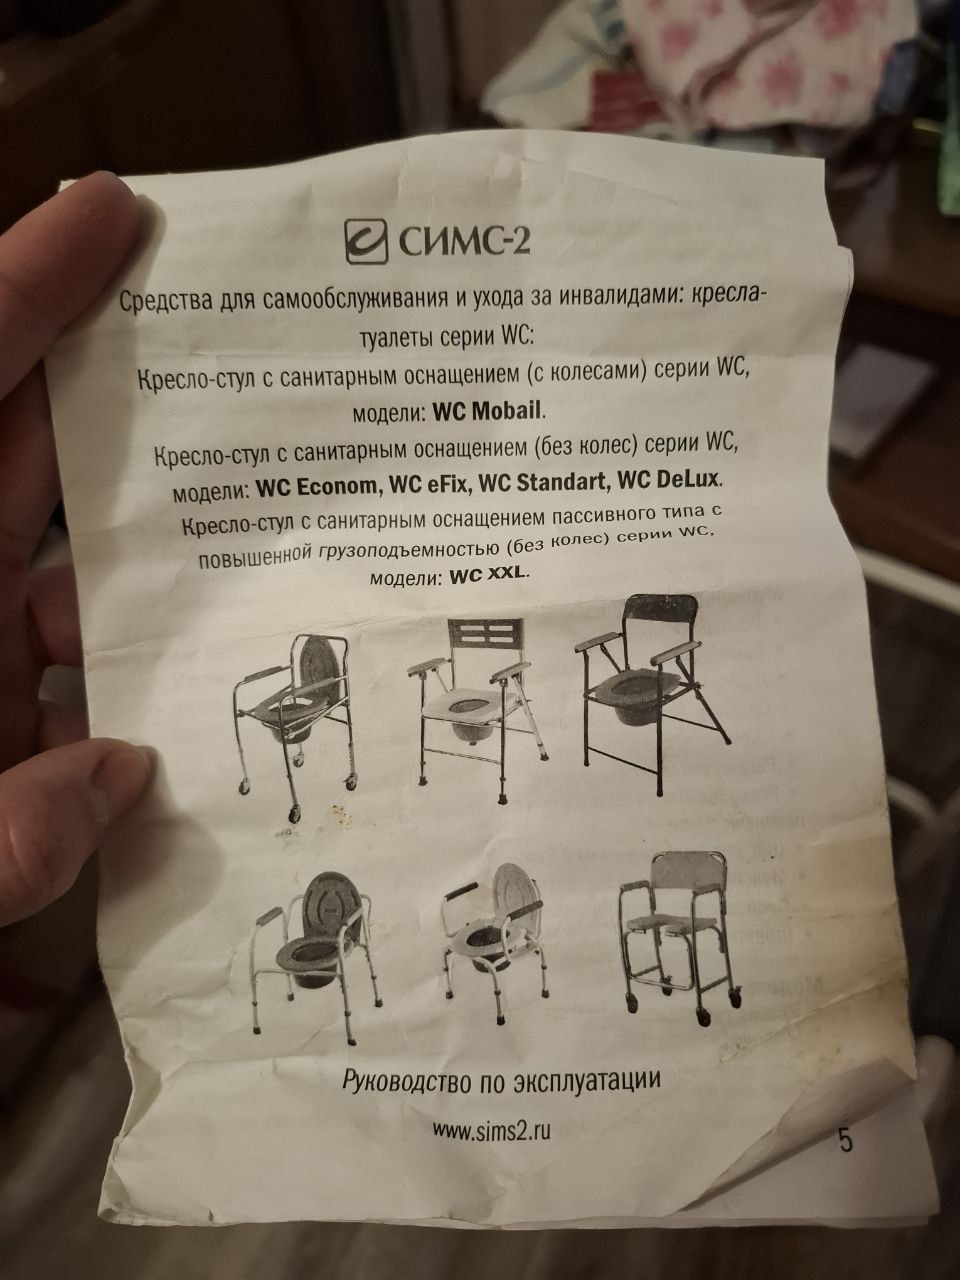 СИМС-2
Средства для самообслуживания и ухода за инвалидами: кресла-
туалеты серии WC:
Кресло-стул с санитарным оснащением (с колесами) серии WC,
модели: WC Mobail.
Кресло-стул с санитарным оснащением (без колес) серии WC,
модели: WC Econom, WC eFix, WC Standart, WC DeLux.
Кресло-стул с санитарным оснащением пассивного типа с
повышенной грузоподъемностью (без колес) серии WC,
модели: WC XXL.
Руководство по эксплуатации
www.sims2.ru
5